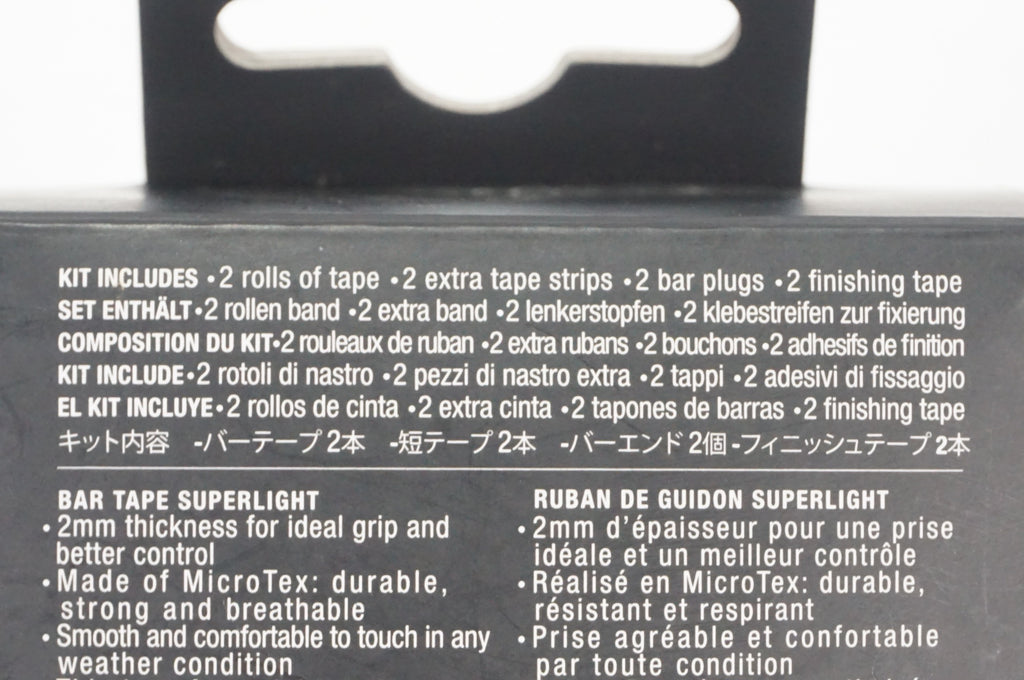 KIT INCLUDES •2 rolls of tape •2 extra tape strips •2 bar plugs •2 finishing tape
SET ENTHÄLT•2 rollen band •2 extra band •2 lenkerstopfen •2 klebestreifen zur fixierung
COMPOSITION DU KIT•2 rouleaux de ruban •2 extra rubans •2 bouchons •2 adhesifs de finition
KIT INCLUDE•2 rotoli di nastro •2 pezzi di nastro extra •2 tappi •2 adesivi di fissaggio
EL KIT INCLUYE•2 rollos de cinta •2 extra cinta •2 tapones de barras •2 finishing tape
キット内容 -バーテープ2本 -短テープ2本 -バーエンド2個-フィニッシュテープ2本
BAR TAPE SUPERLIGHT
•2mm thickness for ideal grip and
better control
•Made of MicroTex: durable,
strong and breathable
•Smooth and comfortable to touch in any
weather condition
RUBAN DE GUIDON SUPERLIGHT
•2mm d'épaisseur pour une prise
idéale et un meilleur contrôle
•Réalisé en MicroTex: durable,
résistant et respirant
•Prise agréable et confortable
par toute condition